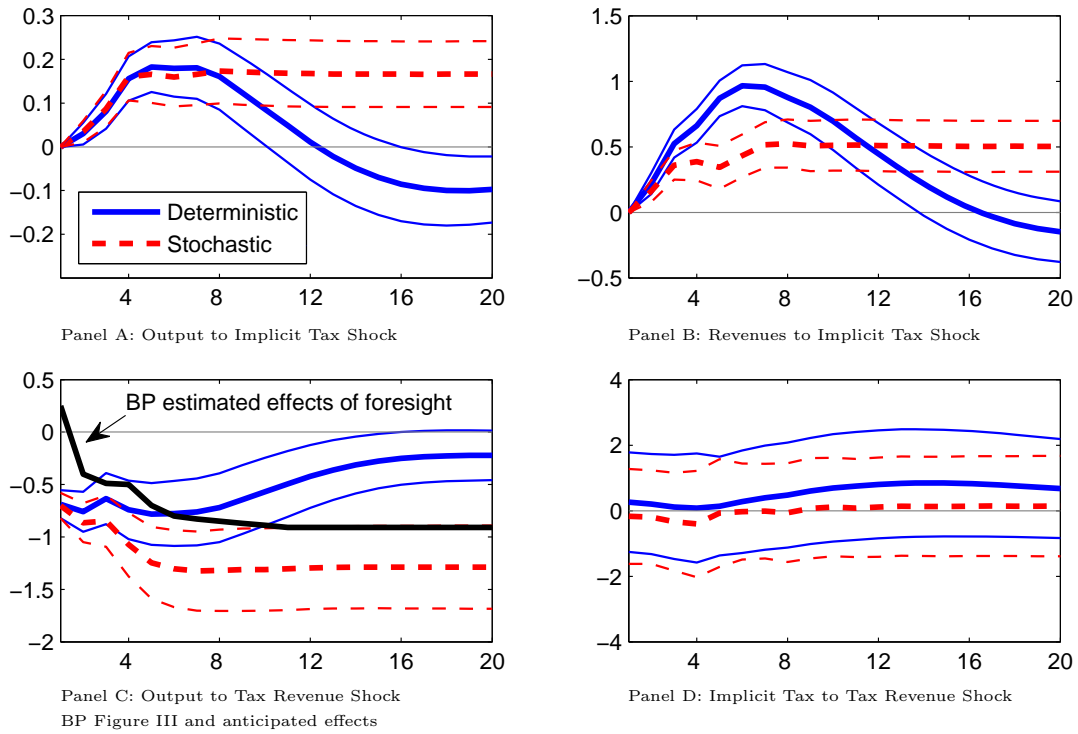 0.3
0.2
0.1
0
−0.1
−0.2
Deterministic
Stochastic
4 8 12 16 20
Panel A: Output to Implicit Tax Shock
1.5
1
0.5
0
−0.5
4 8 12 16 20
Panel B: Revenues to Implicit Tax Shock
0.5
0
−0.5
−1
−1.5
−2
BP estimated effects of foresight
4 8 12 16 20
Panel C: Output to Tax Revenue Shock
BP Figure III and anticipated effects
4
2
0
−2
−4
4 8 12 16 20
Panel D: Implicit Tax to Tax Revenue Shock